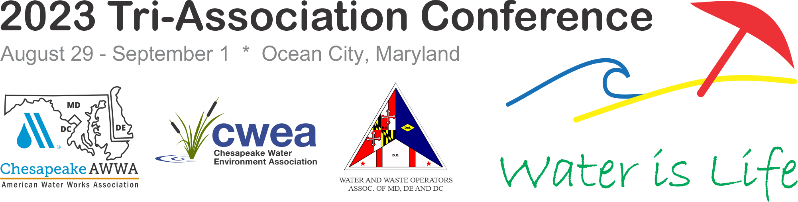 2023 Tri-Association Conference
August 29 - September 1 * Ocean City, Maryland
MD
DC
DE
Chesapeake AWWA
American Water Works Association
cwea
Chesapeake Water
Environment Association
WATER AND WASTE OPERATORS
ASSOC. OF MD, DE AND DC
Water is Life